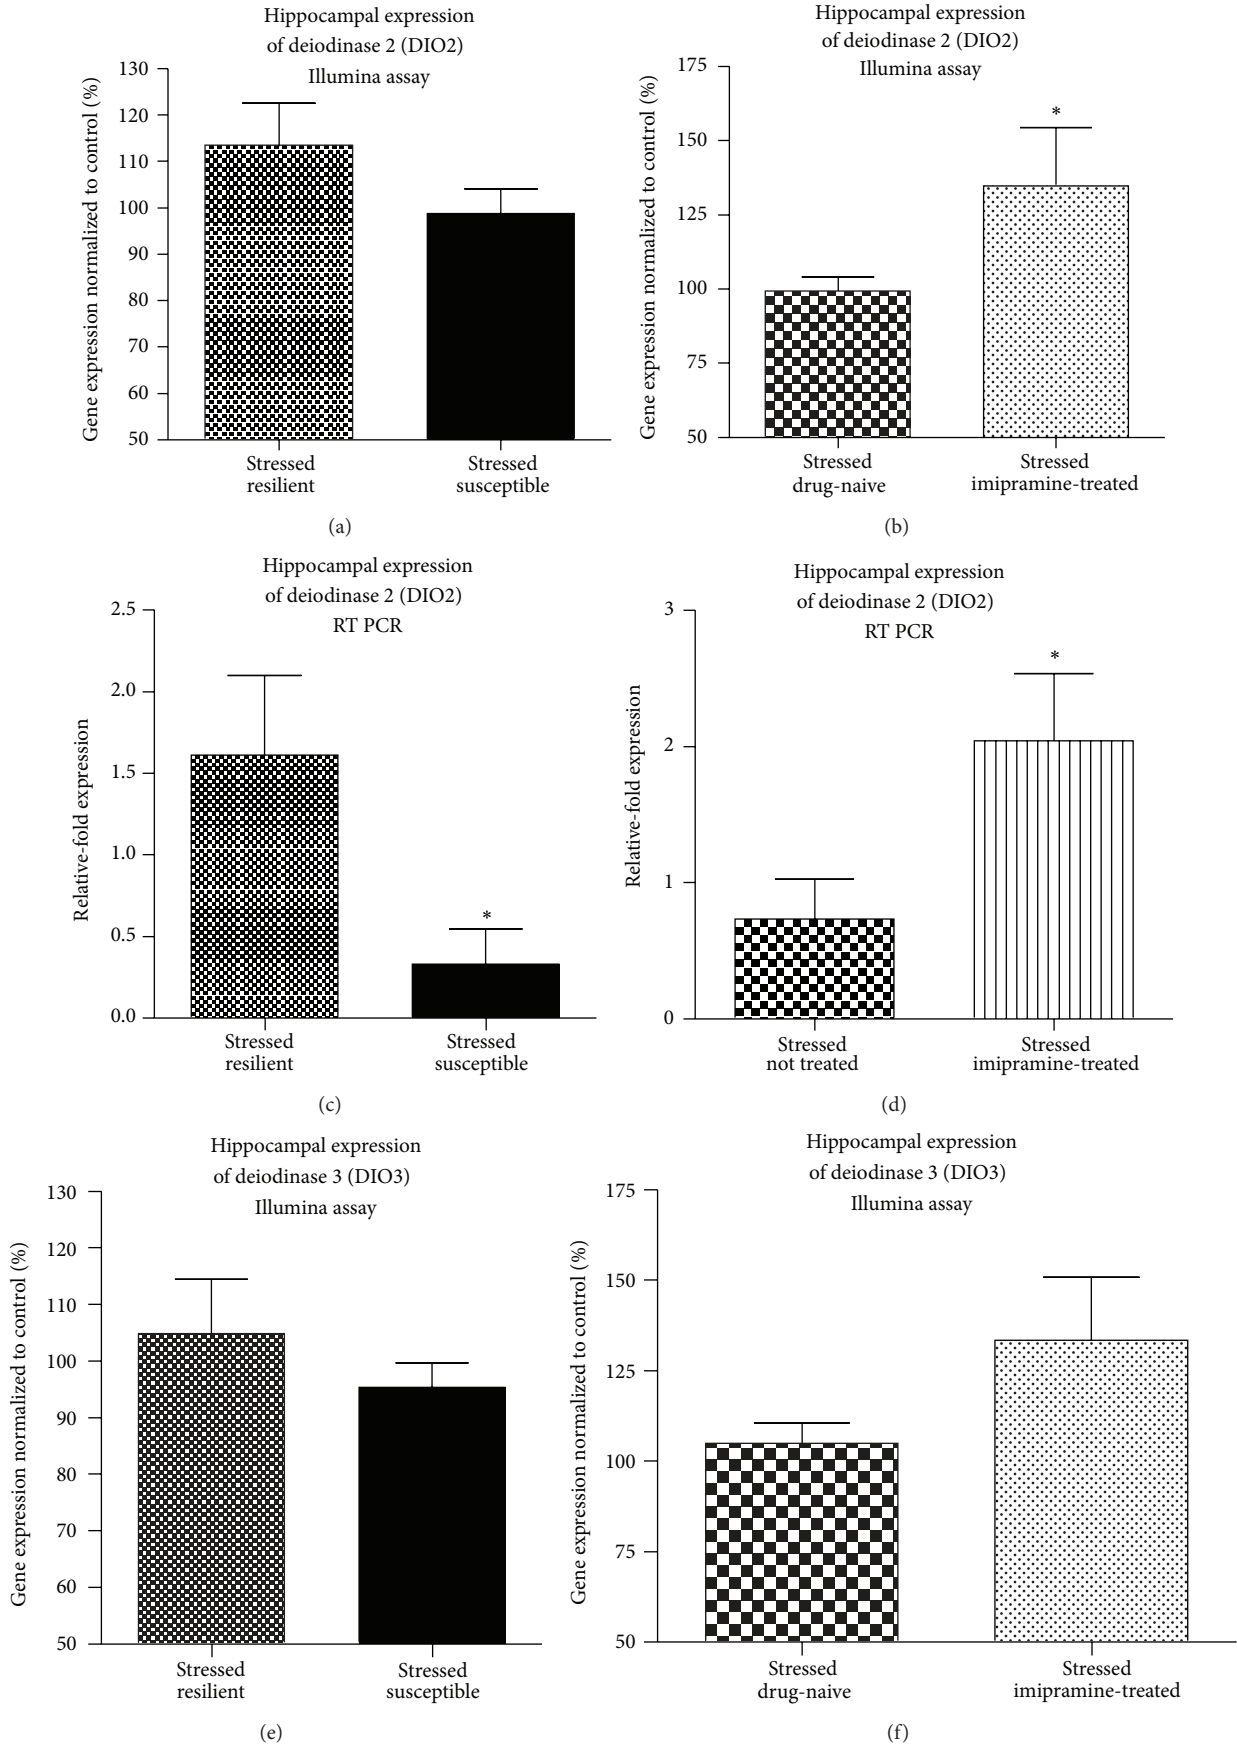 Hippocampal expression
of deiodinase 2 (DIO2)
Illumina assay
Gene expression normalized to control (%)
130
120
110
100
90
80
70
60
50
Stressed
resilient
Stressed
susceptible
(a)
Hippocampal expression
of deiodinase 2 (DIO2)
Illumina assay
Gene expression normalized to control (%)
175
150
125
100
75
50
*
Stressed
drug-naive
Stressed
imipramine-treated
(b)
Hippocampal expression
of deiodinase 2 (DIO2)
RT PCR
Relative-fold expression
2.5
2.0
1.5
1.0
0.5
0.0
*
Stressed
resilient
Stressed
susceptible
(c)
Hippocampal expression
of deiodinase 2 (DIO2)
RT PCR
Relative-fold expression
3
2
1
0
*
Stressed
not treated
Stressed
imipramine-treated
(d)
Hippocampal expression
of deiodinase 3 (DIO3)
Illumina assay
Gene expression normalized to control (%)
130
120
110
100
90
80
70
60
50
Stressed
resilient
Stressed
susceptible
(e)
Hippocampal expression
of deiodinase 3 (DIO3)
Illumina assay
Gene expression normalized to control (%)
175
150
125
100
75
50
Stressed
drug-naive
Stressed
imipramine-treated
(f)